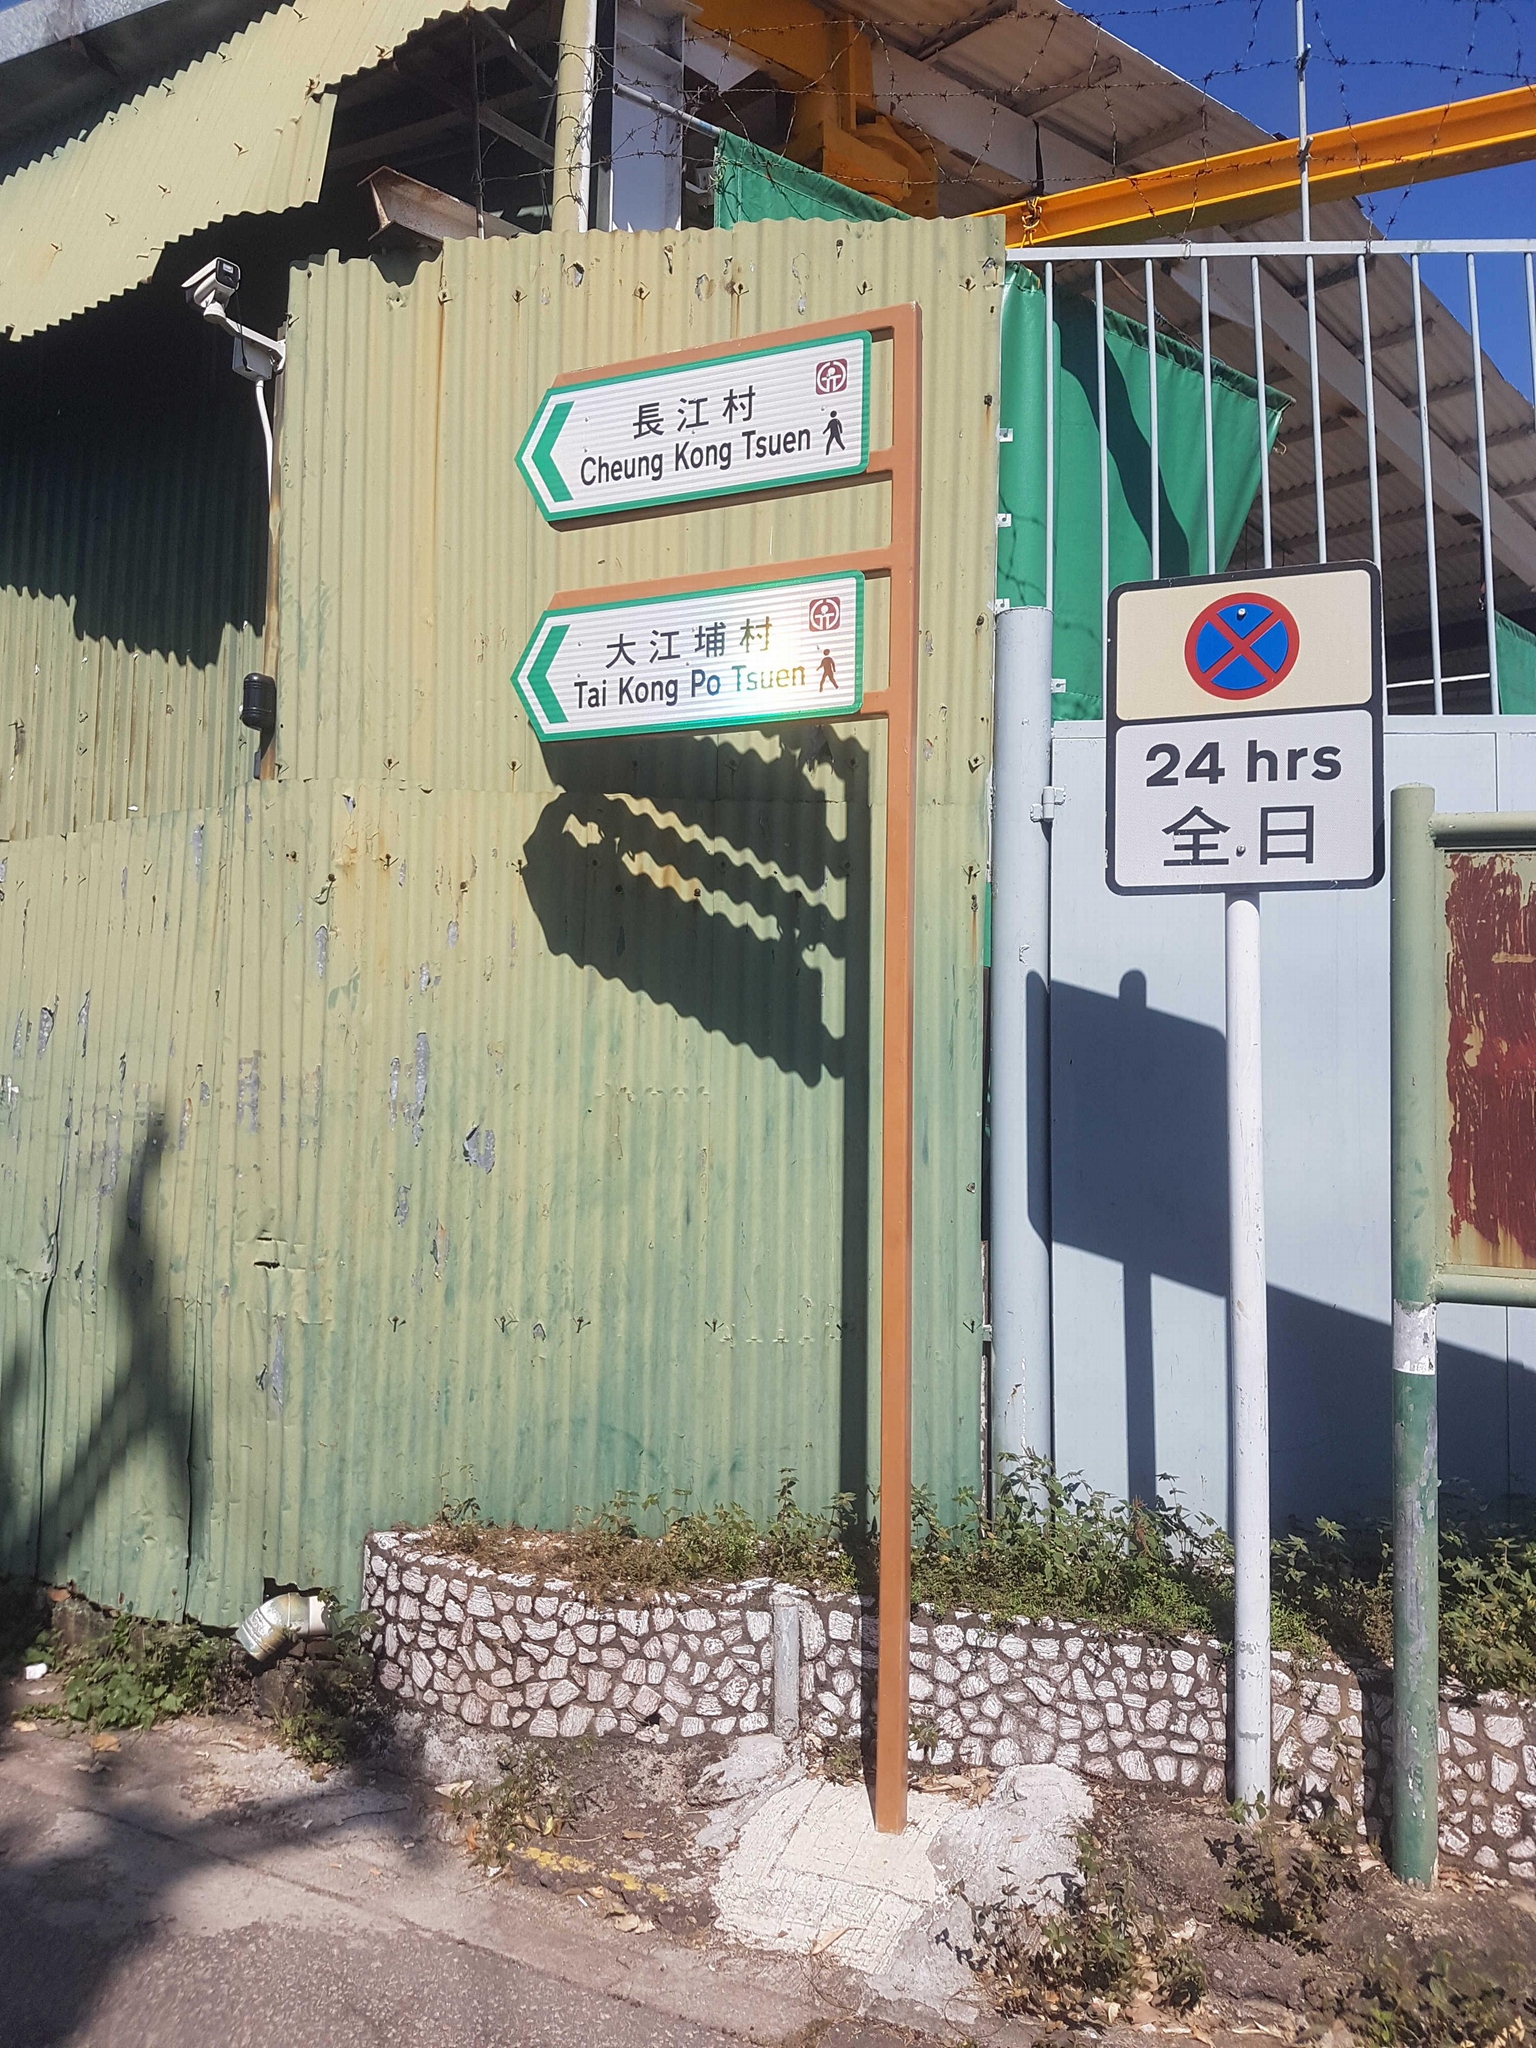 長江村
Cheung Kong Tsuen
大江埔村
Tai Kong Po Tsuen
24 hrs
全日